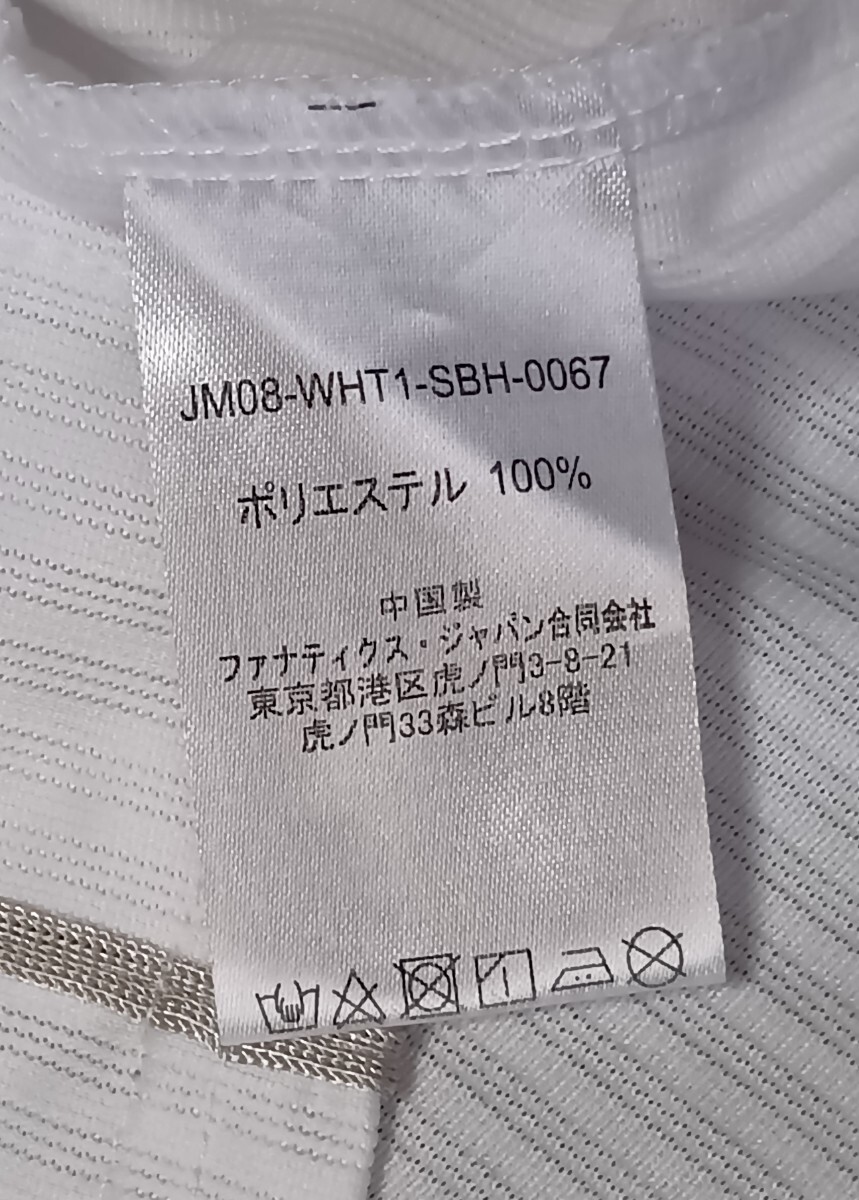 JM08-WHT1-SBH-0067
ポリエステル 100%
中国製
ファナティクス・ジャパン合同会社
東京都港区虎ノ門3-8-21
虎ノ門33森ビル8階